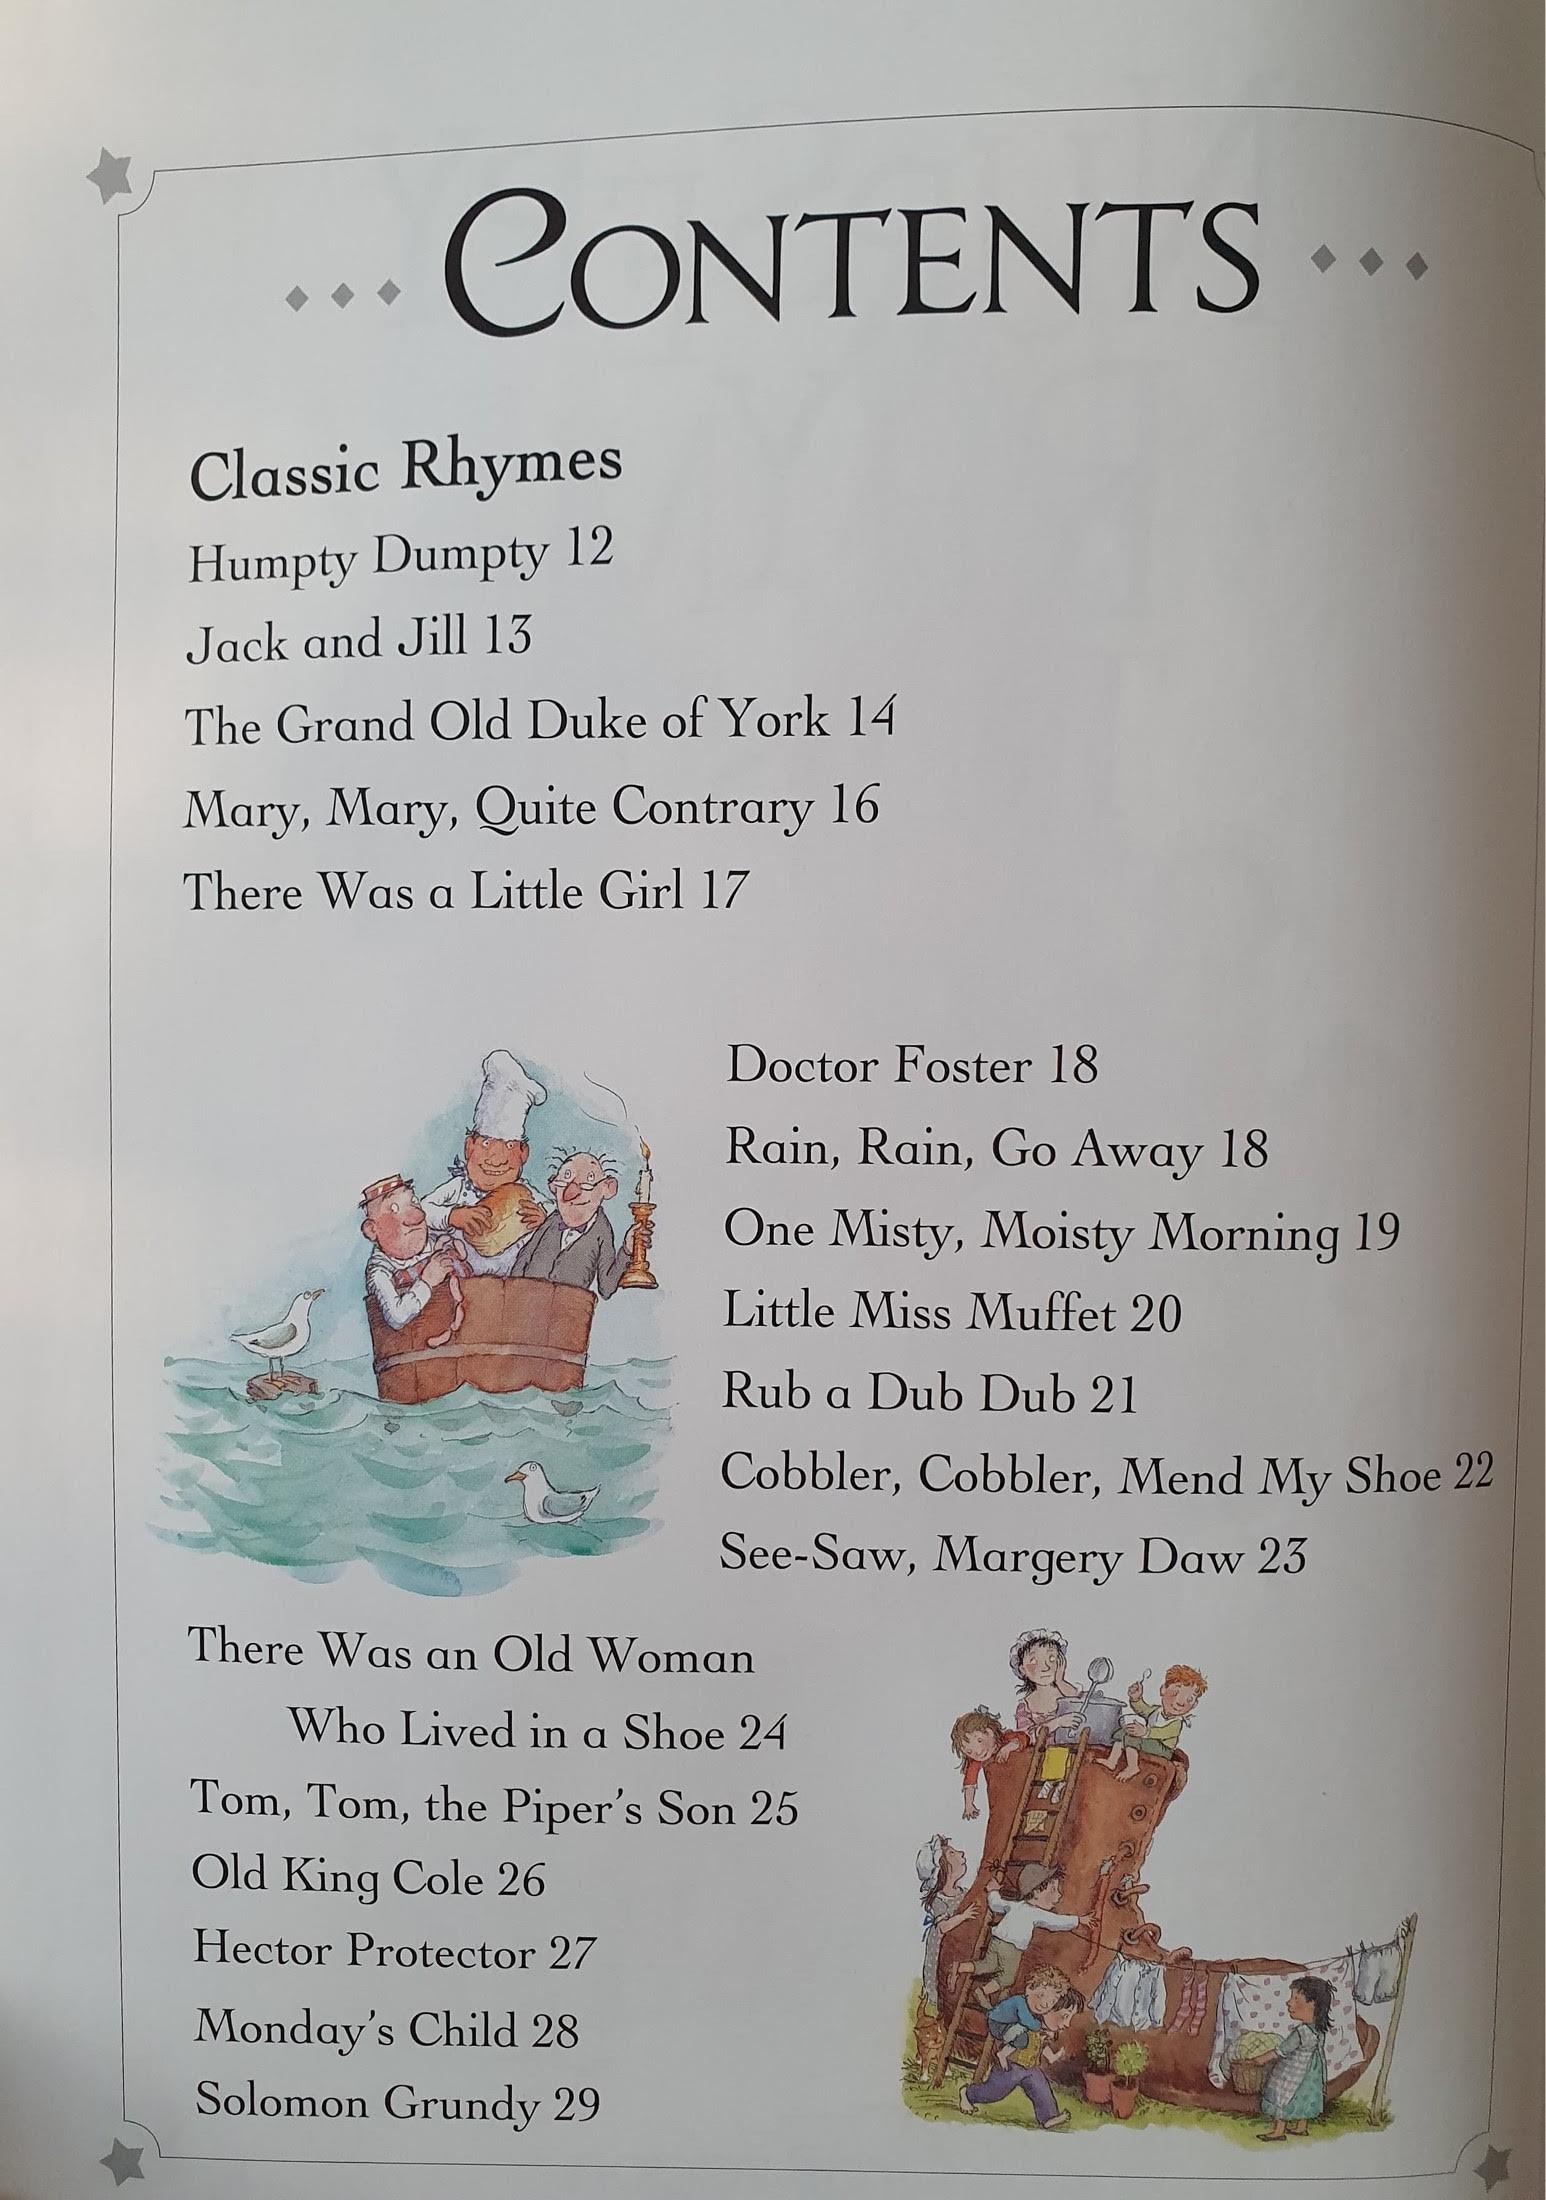 CONTENTS
Classic Rhymes
Humpty Dumpty 12
Jack and Jill 13
The Grand Old Duke of York 14
Mary, Mary, Quite Contrary 16
There Was a Little Girl 17
Doctor Foster 18
Rain, Rain, Go Away 18
One Misty, Moisty Morning 19
Little Miss Muffet 20
Rub a Dub Dub 21
Cobbler, Cobbler, Mend My Shoe 22
See-Saw, Margery Daw 23
There Was an Old Woman
Who Lived in a Shoe 24
Tom, Tom, the Piper's Son 25
Old King Cole 26
Hector Protector 27
Monday's Child 28
Solomon Grundy 29